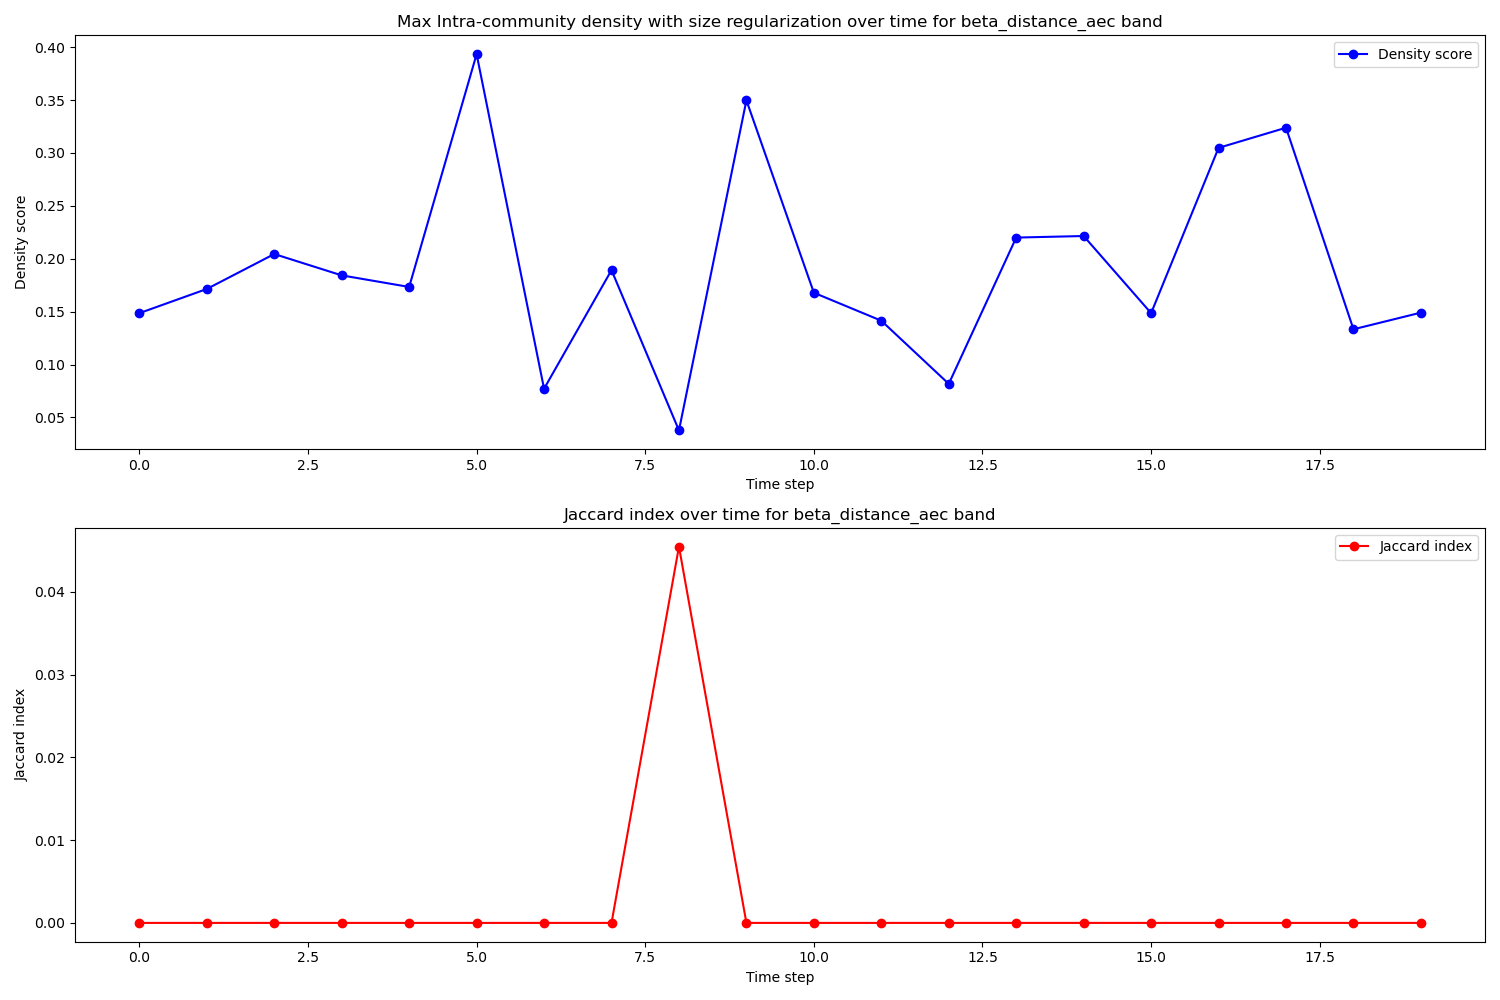 Max Intra-community density with size regularization over time for beta_distance_aec band
Density score
0.40
0.35
0.30
0.25
0.20
0.15
0.10
0.05
Density score
0.0 2.5 5.0 7.5 10.0 12.5 15.0 17.5
Time step
Jaccard index over time for beta_distance_aec band
Jaccard index
0.04
0.03
0.02
0.01
0.00
Jaccard index
0.0 2.5 5.0 7.5 10.0 12.5 15.0 17.5
Time step